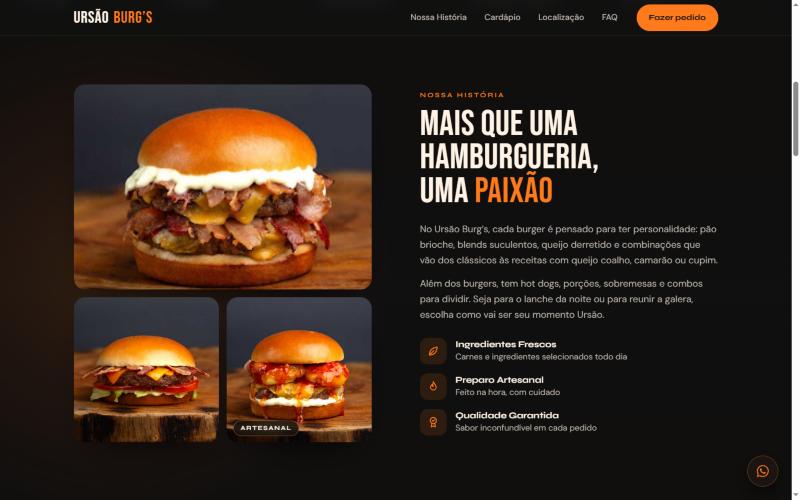 URSÃO BURG'S
Nossa História
Cardápio
Localização
FAQ
Fazer pedido
NOSSA HISTÓRIA
MAIS QUE UMA
HAMBURGUERIA,
UMA PAIXÃO
No Ursão Burg's, cada burger é pensado para ter personalidade: pão
brioche, blends suculentos, queijo derretido e combinações que
vão dos clássicos às receitas com queijo coalho, camarão ou cupim.
Além dos burgers, tem hot dogs, porções, sobremesas e combos
para dividir. Seja para o lanche da noite ou para reunir a galera,
escolha como vai ser seu momento Ursão.
Ingredientes Frescos
Carnes e ingredientes selecionados todo dia
Preparo Artesanal
Feito na hora, com cuidado
Qualidade Garantida
Sabor inconfundível em cada pedido
ARTESANAL